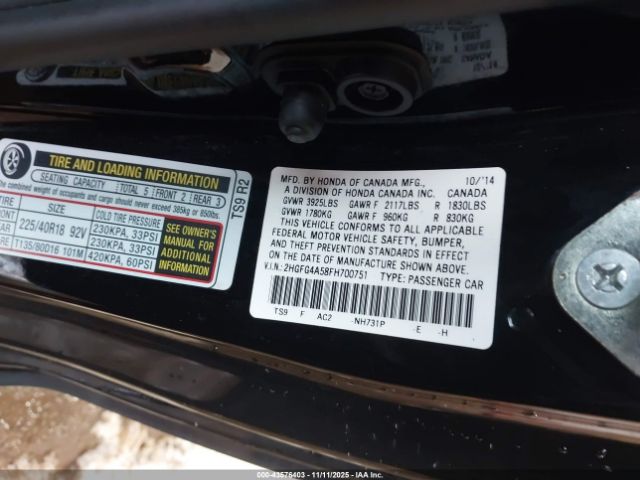 TIRE AND LOADING INFORMATION
SEATING CAPACITY TOTAL 5 FRONT 2 REAR 3
The combined weight of occupants and cargo should never exceed 385kg or 850lbs.
SIZE COLD TIRE PRESSURE
225/40R18 92V 230KPA, 33PSI
230KPA, 33PSI
T135/80D16 101M 420KPA, 60PSI
SEE OWNER'S
MANUAL FOR
ADDITIONAL
INFORMATION
TS9 R2
MFD. BY HONDA OF CANADA MFG., 10/'14
A DIVISION OF HONDA CANADA INC. CANADA
GVWR 3925LBS GAWR F 2117LBS R 1830LBS
GVWR 1780KG GAWR F 960KG R 830KG
THIS VEHICLE CONFORMS TO ALL APPLICABLE
FEDERAL MOTOR VEHICLE SAFETY, BUMPER,
AND THEFT PREVENTION STANDARDS IN EFFECT
ON THE DATE OF MANUFACTURE SHOWN ABOVE.
V.I.N.: 2HGFG4A58FH700751 TYPE: PASSENGER CAR
TS9 F AC2 -NH731P -E -H
000-43576403 - 11/11/2025 - IAAI.COM